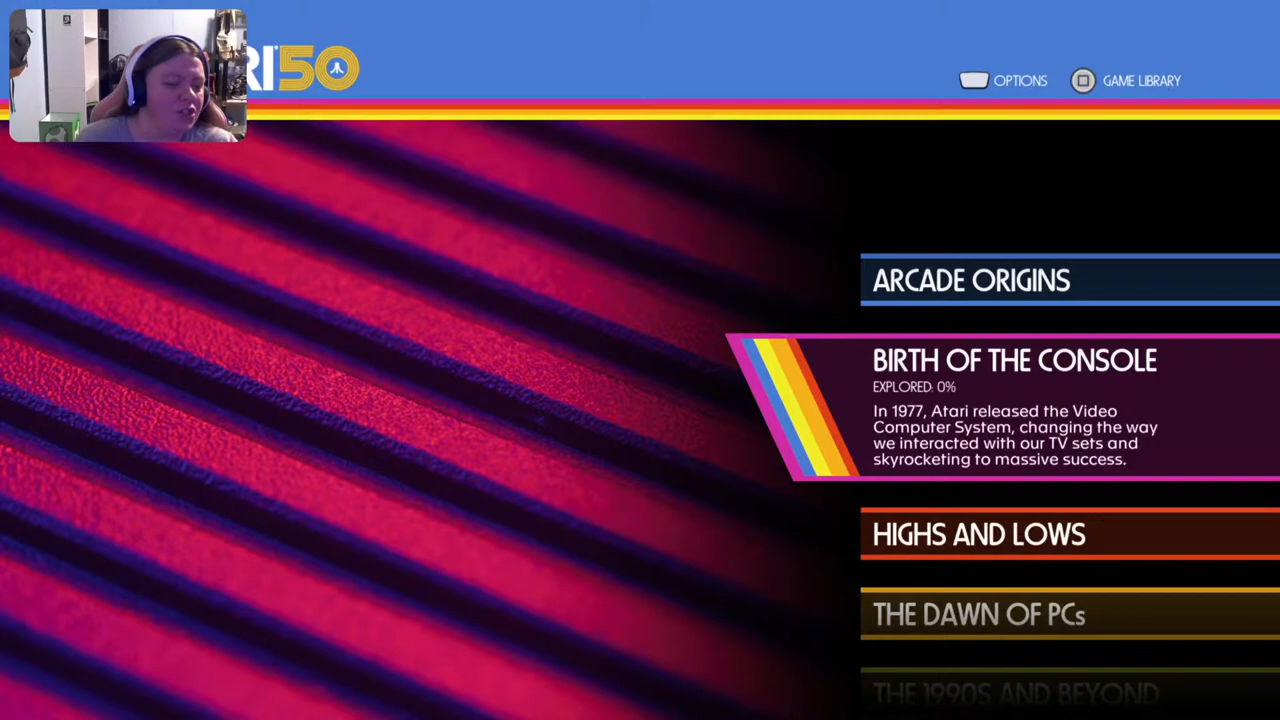 RI50
OPTIONS
GAME LIBRARY
ARCADE ORIGINS
BIRTH OF THE CONSOLE
EXPLORED: 0%
In 1977, Atari released the Video
Computer System, changing the way
we interacted with our TV sets and
skyrocketing to massive success.
HIGHS AND LOWS
THE DAWN OF PCs
THE 1990S AND BEYOND